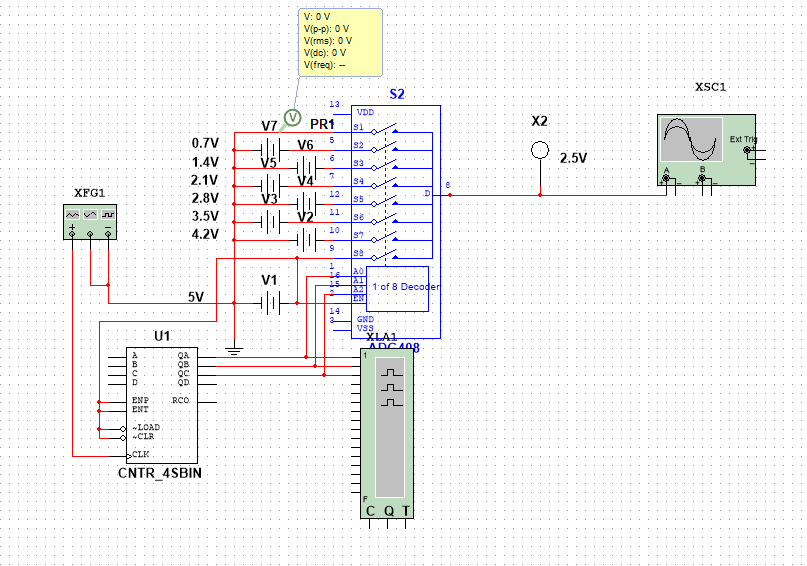 V: 0 V
V(p-p): 0 V
V(rms): 0 V
V(dc): 0 V
V(freq): --
V
PR1
S2
13
VDD
4
S1
5
S2
6
S3
7
S4
12
S5
11
S6
10
S7
9
S8
D
8
1
A0
16
A1
15
A2
2
EN
1 of 8 Decoder
14
GND
3
VSS
ADG408
V7
V6
V5
V4
V3
V2
V1
0.7V
1.4V
2.1V
2.8V
3.5V
4.2V
5V
XFG1
+
−
X2
2.5V
XSC1
Ext Trig
+
−
A
B
+
−
+
−
U1
A
B
C
D
ENP
ENT
~LOAD
~CLR
CLK
QA
QB
QC
QD
RCO
CNTR_4SBIN
XLA1
1
F
C Q T